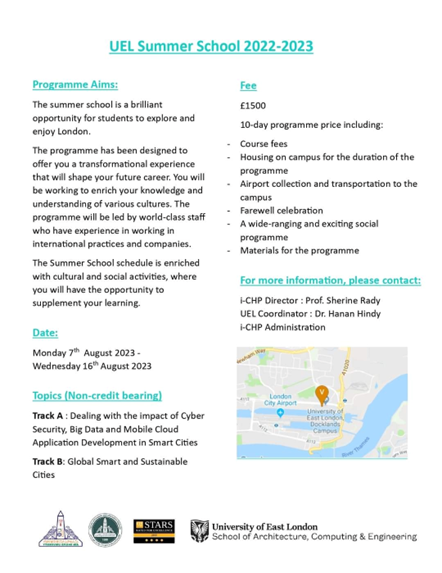 UEL Summer School 2022-2023
Programme Aims:
The summer school is a brilliant
opportunity for students to explore and
enjoy London.
The programme has been designed to
offer you a transformational experience
that will shape your future career. You will
be working to enrich your knowledge and
understanding of various cultures. The
programme will be led by world-class staff
who have experience in working in
international practices and companies.
The Summer School schedule is enriched
with cultural and social activities, where
you will have the opportunity to
supplement your learning.
Date:
Monday 7th August 2023 -
Wednesday 16th August 2023
Topics (Non-credit bearing)
Track A : Dealing with the impact of Cyber
Security, Big Data and Mobile Cloud
Application Development in Smart Cities
Track B: Global Smart and Sustainable
Cities
Fee
£1500
10-day programme price including:
- Course fees
- Housing on campus for the duration of the
programme
- Airport collection and transportation to the
campus
- Farewell celebration
- A wide-ranging and exciting social
programme
- Materials for the programme
For more information, please contact:
i-CHP Director : Prof. Sherine Rady
UEL Coordinator : Dr. Hanan Hindy
i-CHP Administration
London
City Airport
University of
East London,
Docklands
Campus
River Thames
STARS
University of East London
School of Architecture, Computing & Engineering